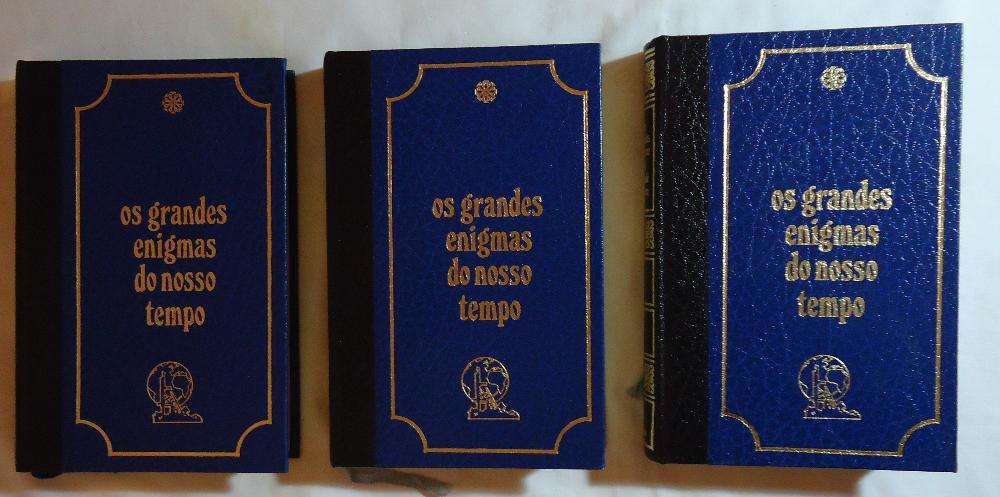 os grandes
enigmas
do nosso
tempo
os grandes
enigmas
do nosso
tempo
os grandes
enigmas
do nosso
tempo